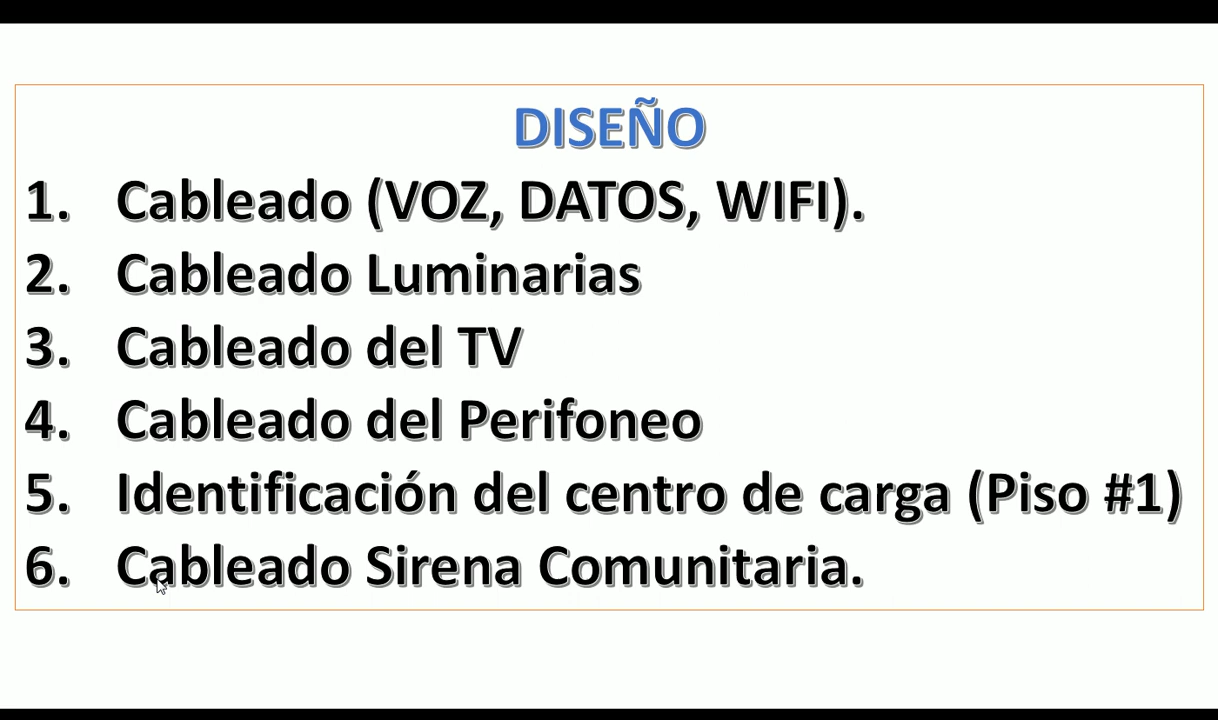 DISEÑO
1. Cableado (VOZ, DATOS, WIFI).
2. Cableado Luminarias
3. Cableado del TV
4. Cableado del Perifoneo
5. Identificación del centro de carga (Piso #1)
6. Cableado Sirena Comunitaria.